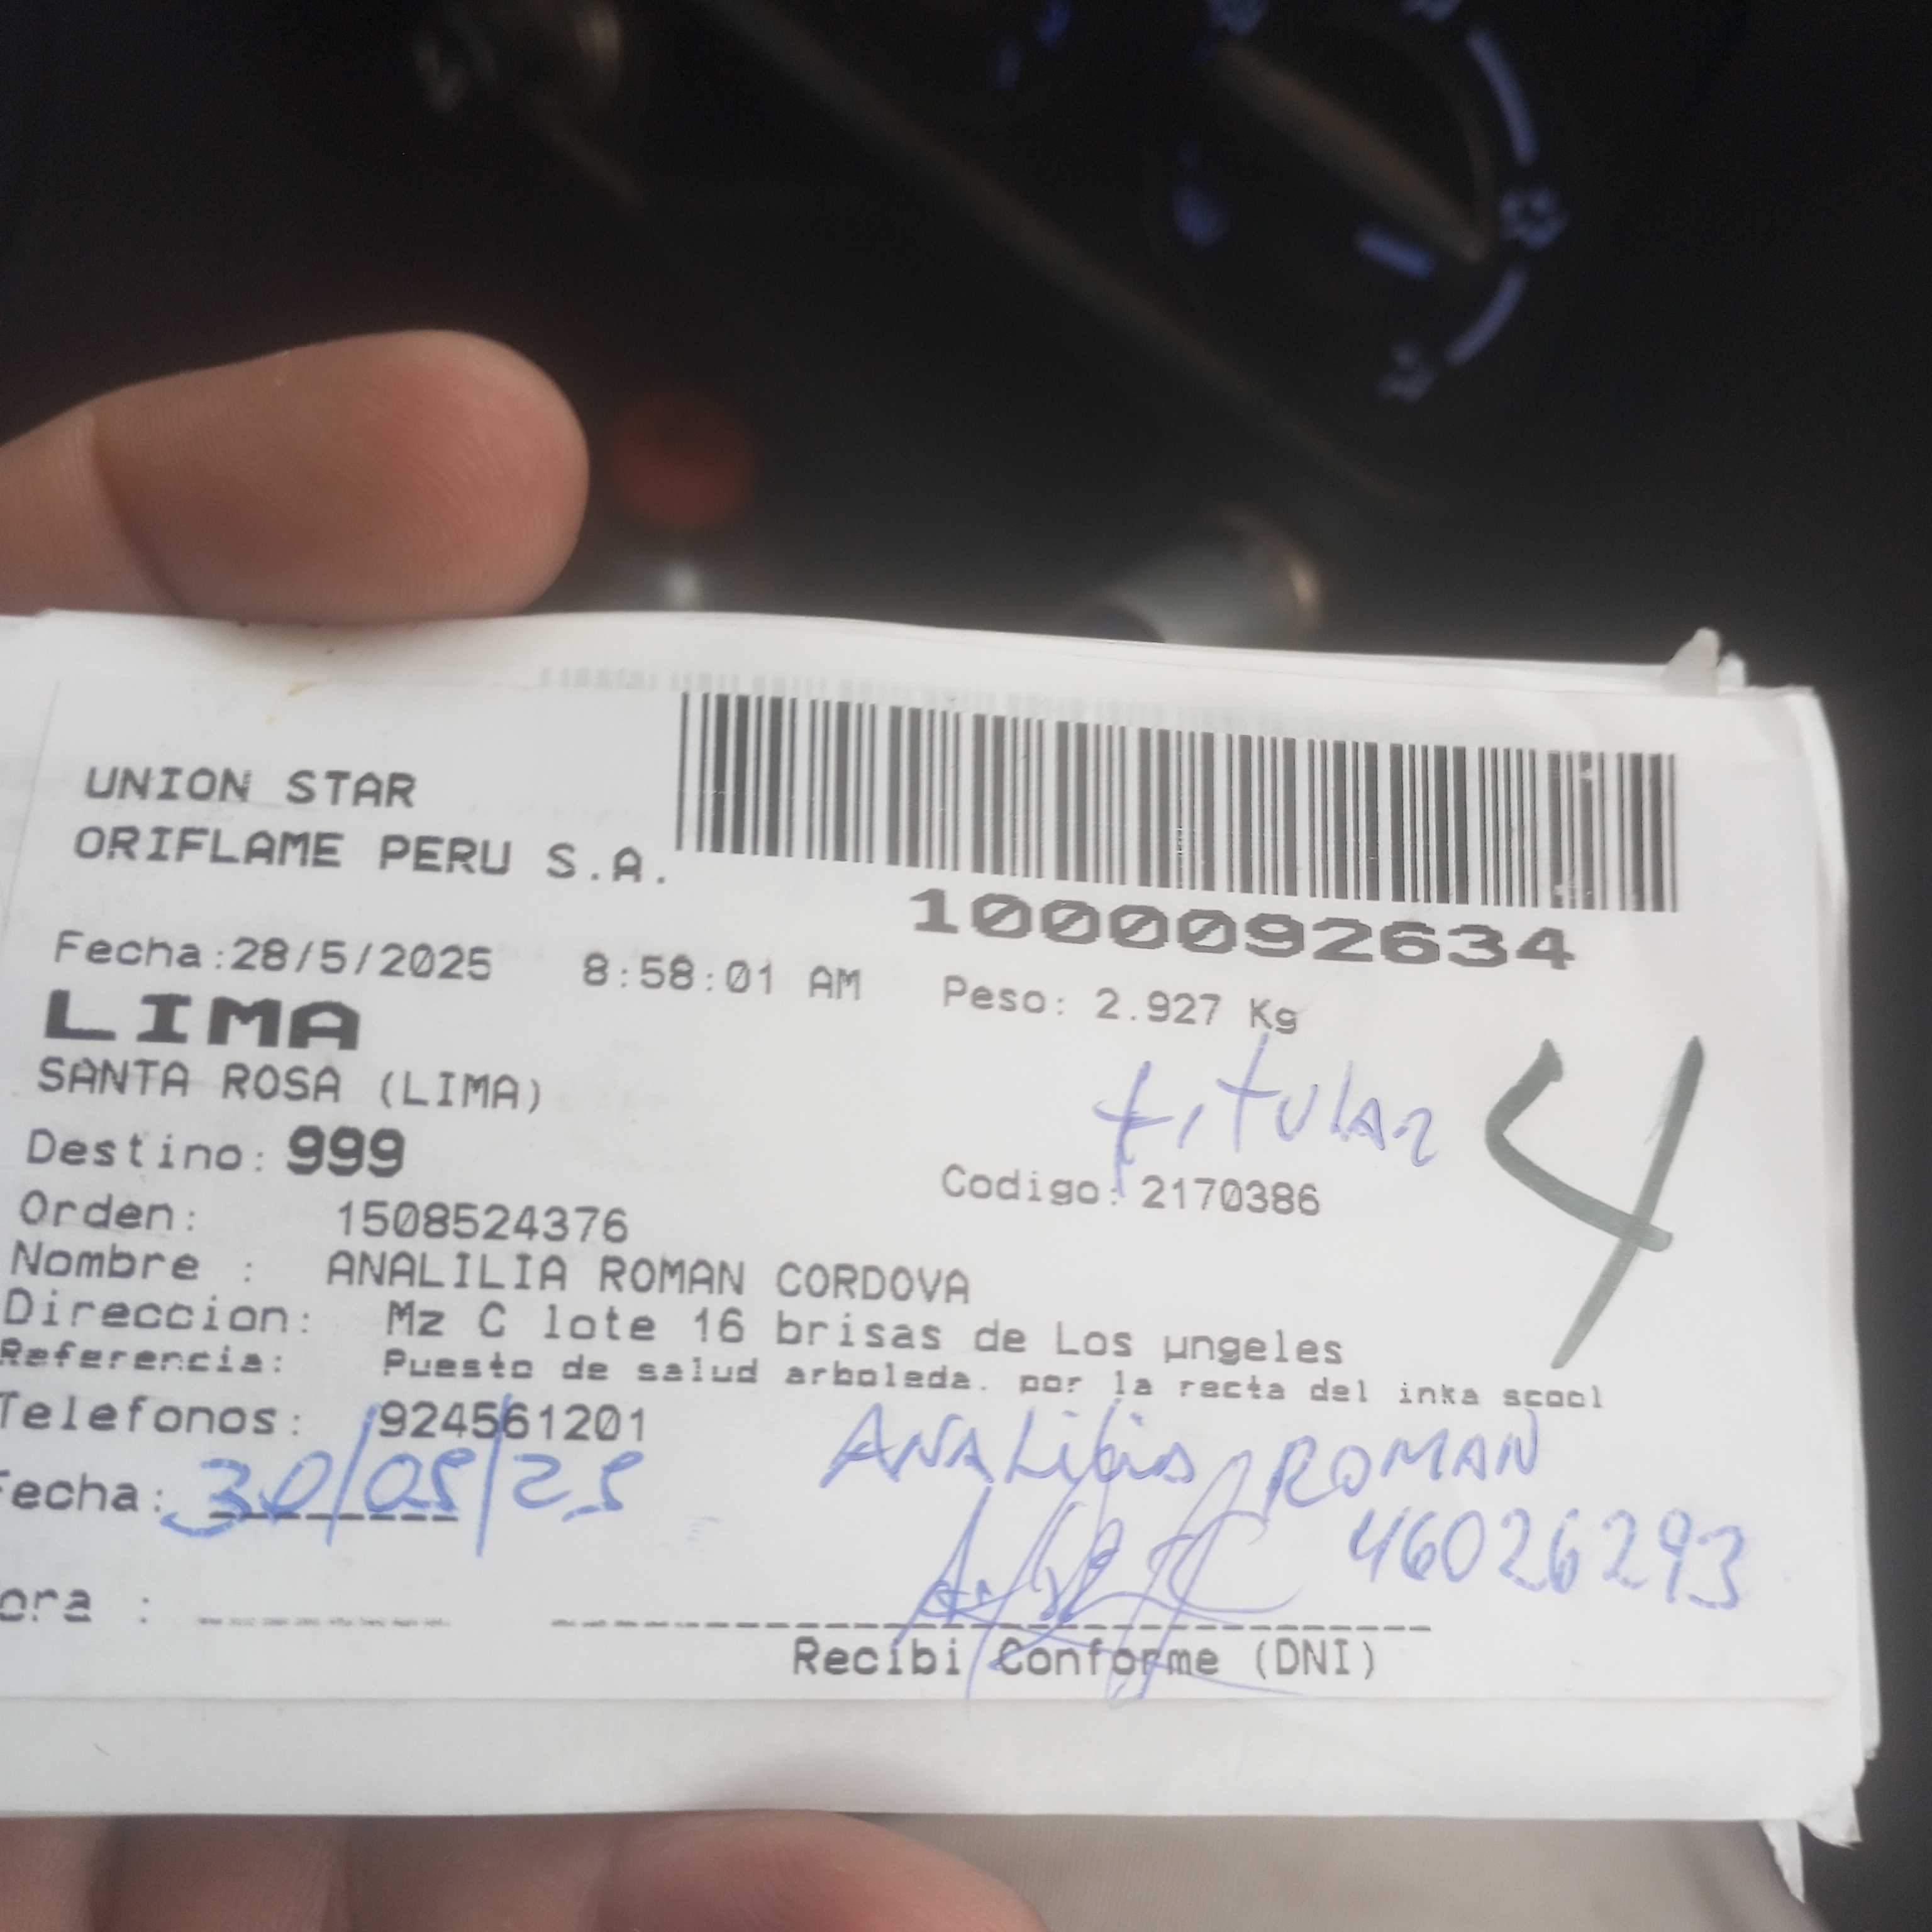 UNION STAR
ORIFLAME PERU S.A.
1000092634
Fecha:28/5/2025 8:58:01 AM Peso: 2.927 Kg
LIMA
SANTA ROSA (LIMA)
titular
4
Destino: 999
Codigo: 2170386
Orden: 1508524376
Nombre : ANALILIA ROMAN CORDOVA
Direccion: Mz C lote 16 brisas de Los µngeles
Referencia: Puesto de salud arboleda. por la recta del inka scool
Telefonos: 924561201
ANALilia ROMAN
Fecha: 30/05/25
46026293
ora :
Recibi Conforme (DNI)